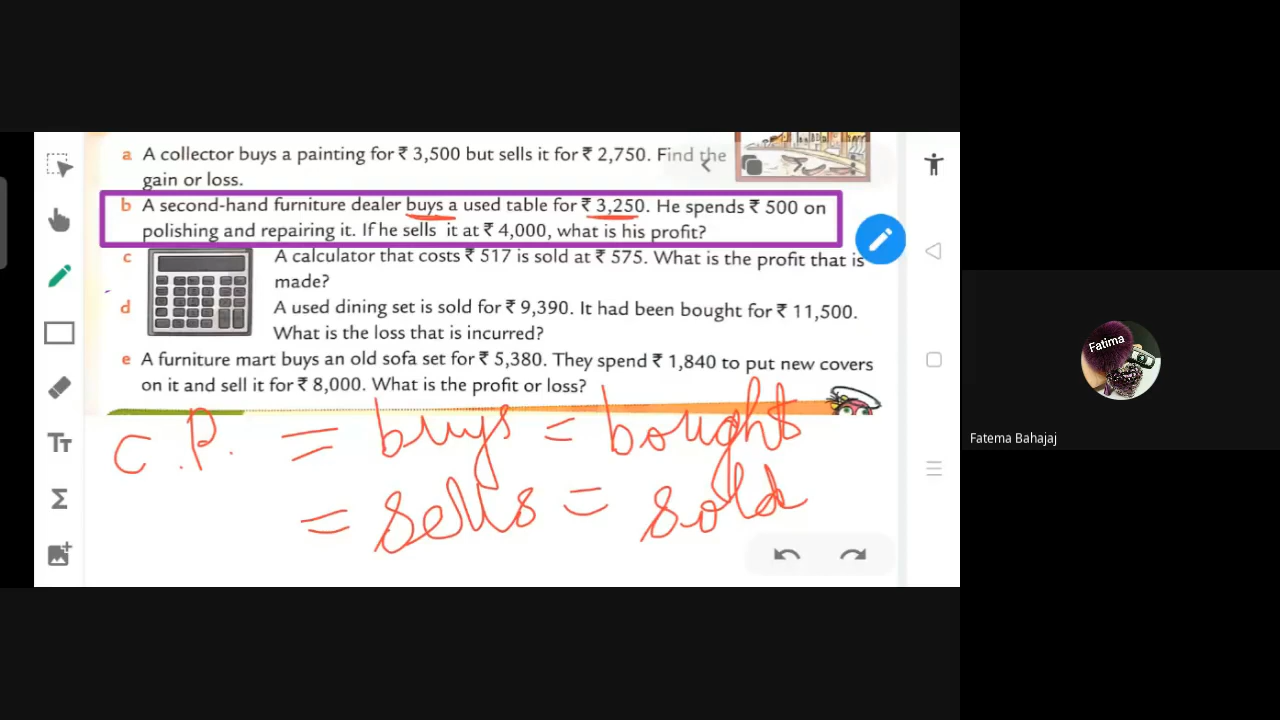 a A collector buys a painting for ₹ 3,500 but sells it for ₹ 2,750. Find the
gain or loss.
b A second-hand furniture dealer buys a used table for ₹ 3,250. He spends ₹ 500 on
polishing and repairing it. If he sells it at ₹ 4,000, what is his profit?
c A calculator that costs ₹ 517 is sold at ₹ 575. What is the profit that is
made?
d A used dining set is sold for ₹ 9,390. It had been bought for ₹ 11,500.
What is the loss that is incurred?
e A furniture mart buys an old sofa set for ₹ 5,380. They spend ₹ 1,840 to put new covers
on it and sell it for ₹ 8,000. What is the profit or loss?
C.P. = buys = bought
= sells = sold
Tт
Σ
Fatima
Fatema Bahajaj